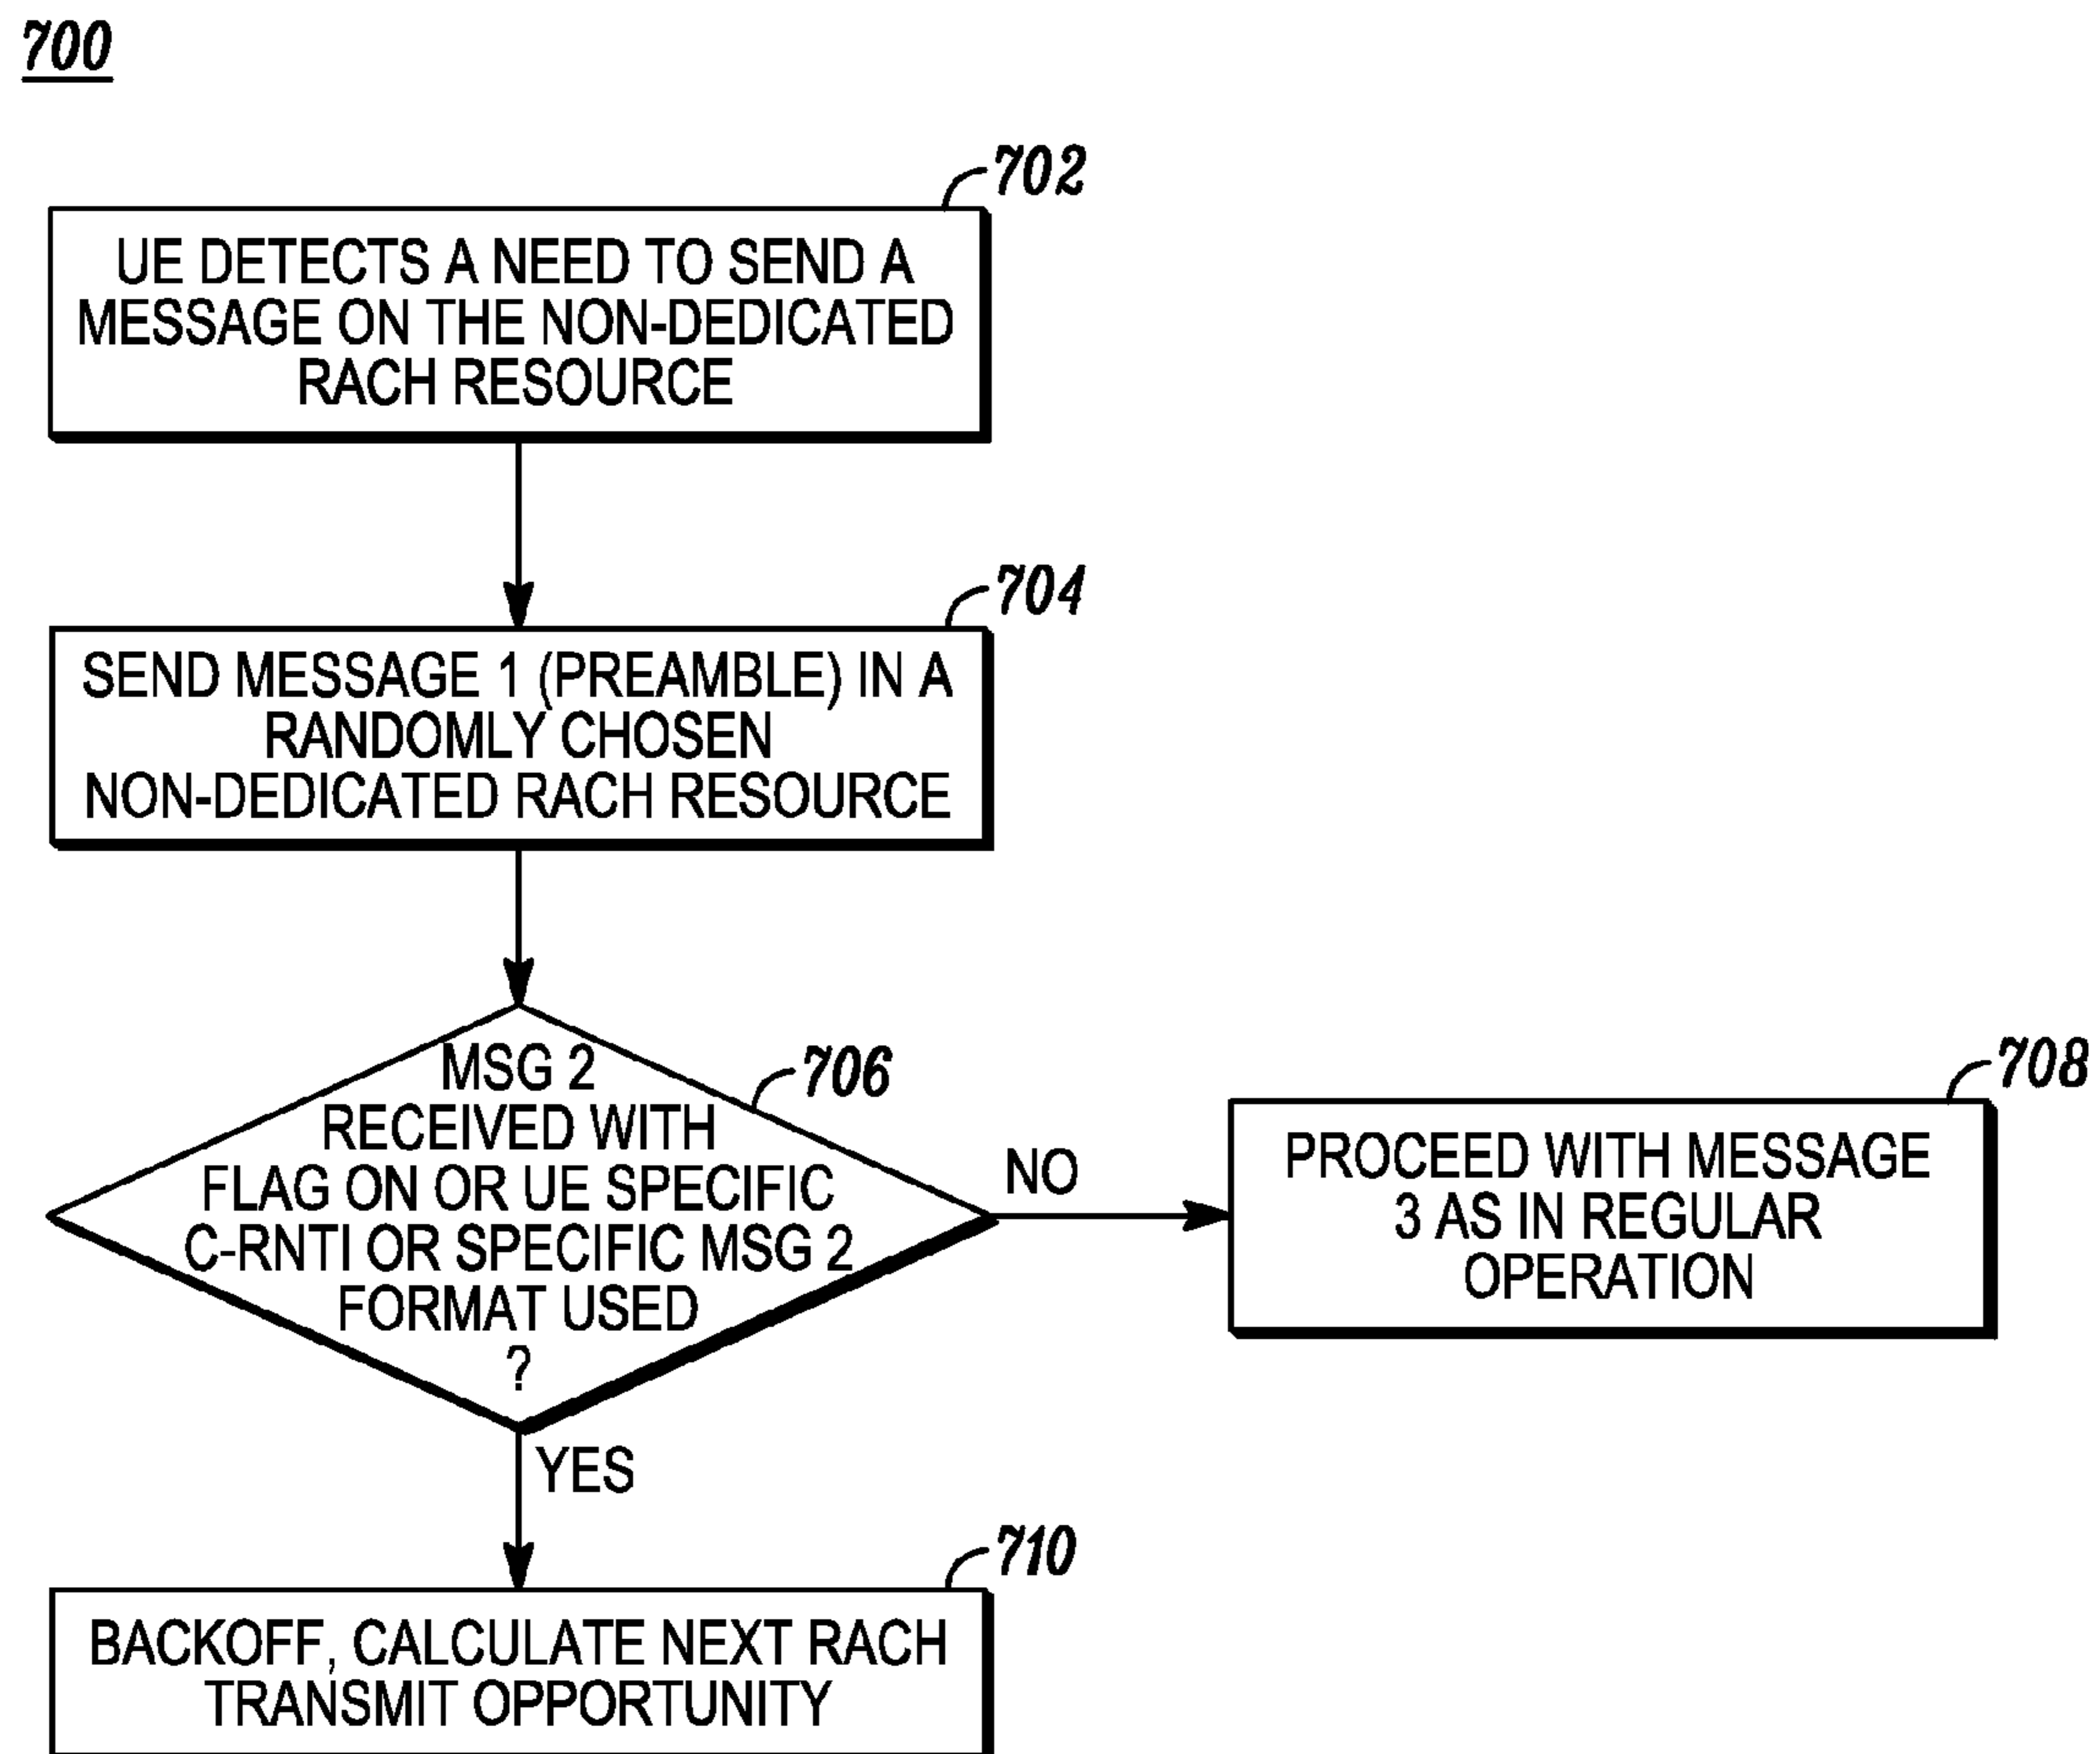 700
702
UE DETECTS A NEED TO SEND A
MESSAGE ON THE NON-DEDICATED
RACH RESOURCE
704
SEND MESSAGE 1 (PREAMBLE) IN A
RANDOMLY CHOSEN
NON-DEDICATED RACH RESOURCE
706
MSG 2
RECEIVED WITH
FLAG ON OR UE SPECIFIC
C-RNTI OR SPECIFIC MSG 2
FORMAT USED
?
NO
708
PROCEED WITH MESSAGE
3 AS IN REGULAR
OPERATION
YES
710
BACKOFF, CALCULATE NEXT RACH
TRANSMIT OPPORTUNITY